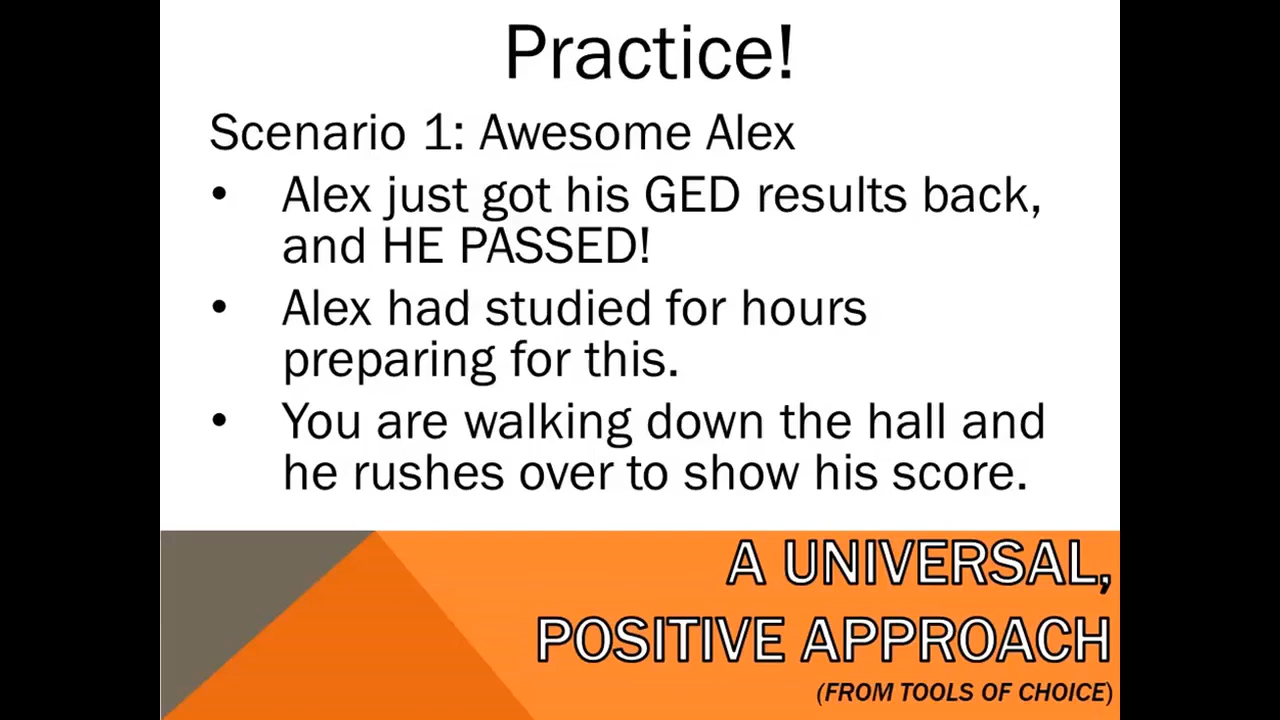 Practice!
Scenario 1: Awesome Alex
• Alex just got his GED results back,
and HE PASSED!
• Alex had studied for hours
preparing for this.
• You are walking down the hall and
he rushes over to show his score.
A UNIVERSAL,
POSITIVE APPROACH
(FROM TOOLS OF CHOICE)